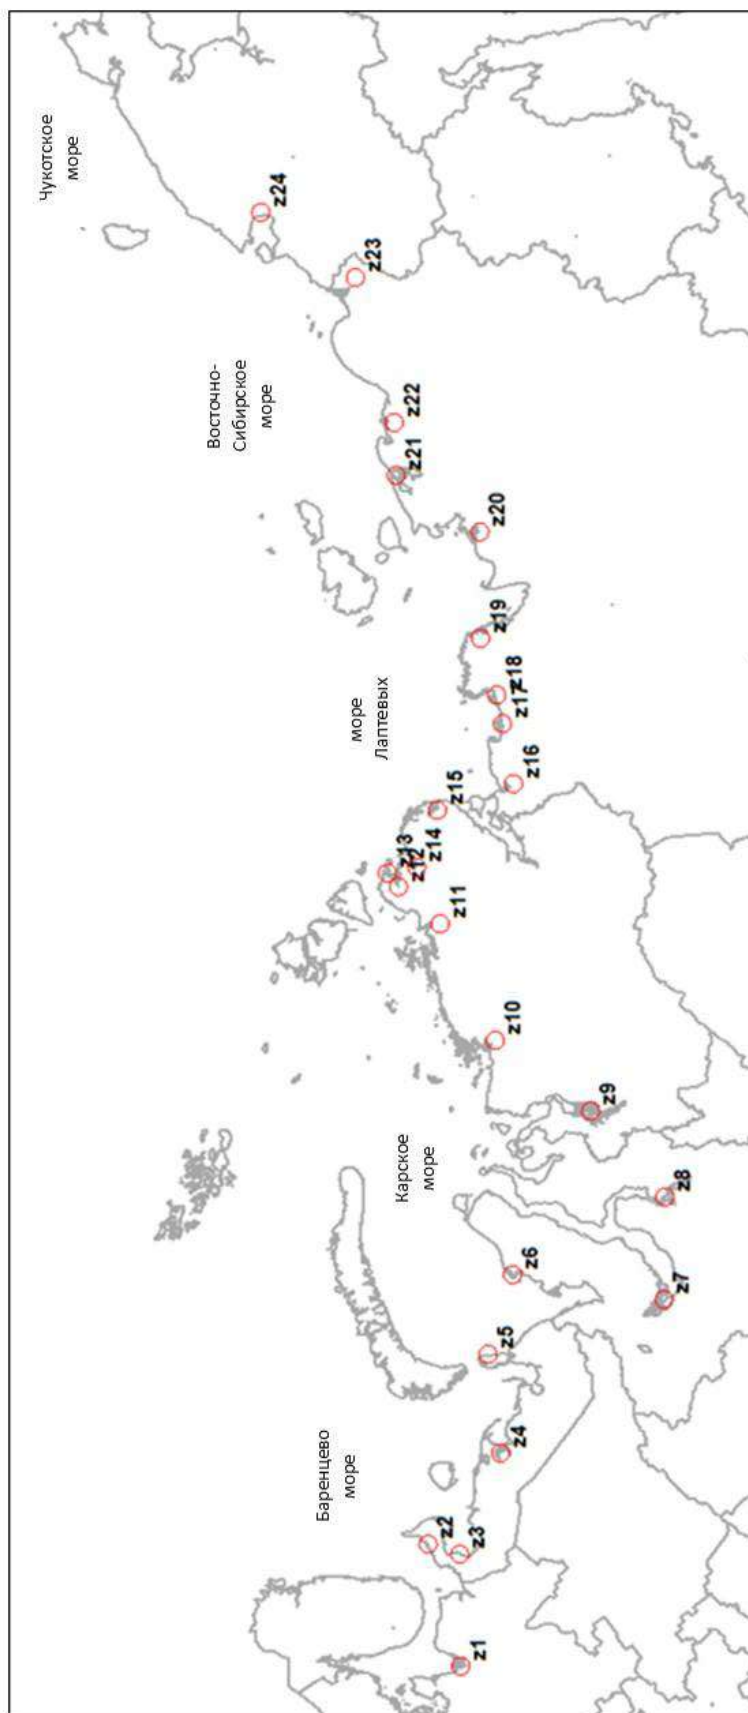 Баренцево
море
Карское
море
море
Лаптевых
Восточно-
Сибирское
море
Чукотское
море
z1
z2
z3
z4
z5
z6
z7
z8
z9
z10
z11
z12
z13
z14
z15
z16
z17
z18
z19
z20
z21
z22
z23
z24